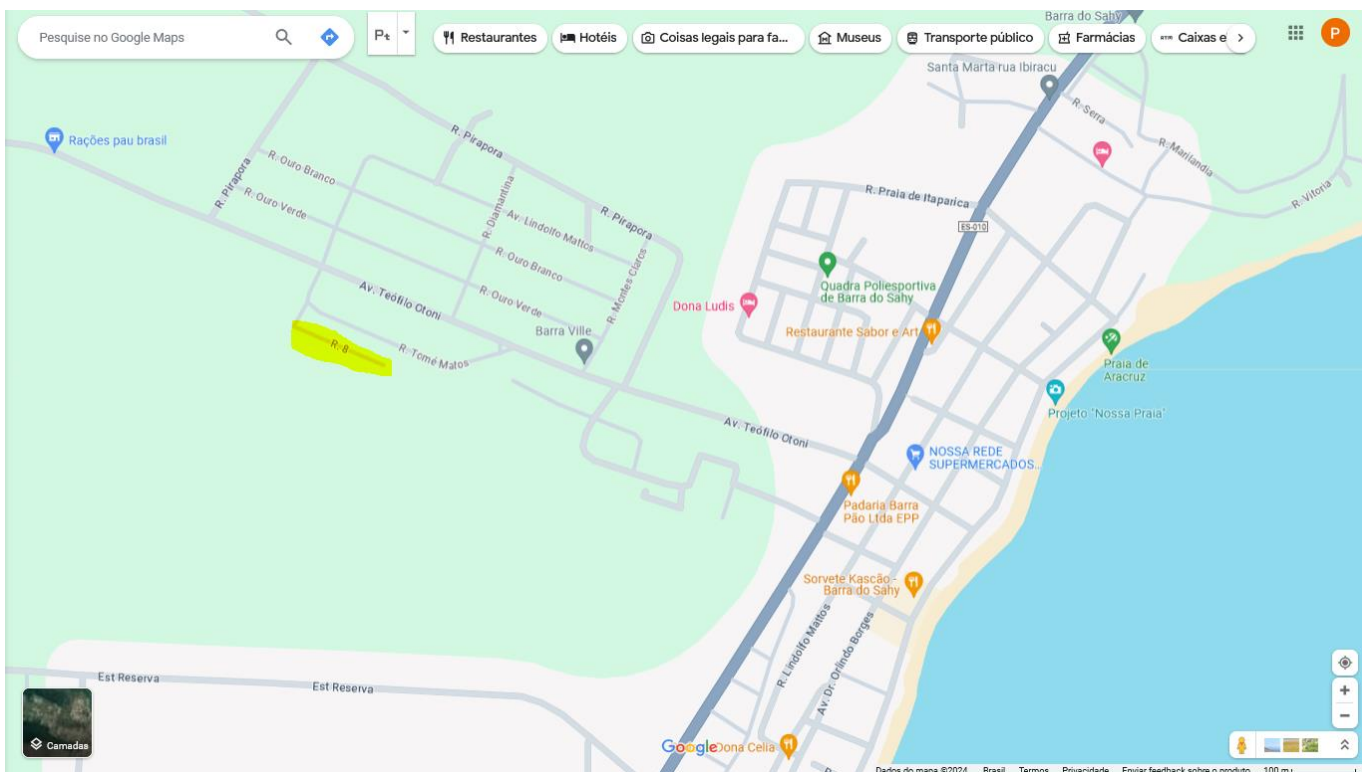 Barra do Sahy
Pesquise no Google Maps
Restaurantes
Hotéis
Coisas legais para fa...
Museus
Transporte público
Farmácias
ATM
Caixas e
P
Santa Marta rua Ibiracu
R. Serra
Rações pau brasil
R. Pirapora
R. Ouro Branco
R. Marilandia
R. Pirapora
R. Diamantina
R. Praia de Itaparica
R. Vitoria
R. Ouro Verde
Av. Lindolfo Mattos
R. Pirapora
ES-010
R. Ouro Branco
R. Montes Claros
Quadra Poliesportiva
de Barra do Sahy
Av. Teófilo Otoni
R. Ouro Verde
Dona Ludis
Barra Ville
Restaurante Sabor e Art
R. 8
R. Tomé Matos
Praia de
Aracruz
Projeto "Nossa Praia"
Av. Teófilo Otoni
NOSSA REDE
SUPERMERCADOS...
Padaria Barra
Pão Ltda EPP
Sorvete Kascão -
Barra do Sahy
R. Lindolfo Mattos
Av. Dr. Orlando Borges
Est Reserva
Est Reserva
Camadas
Google
Dona Celia
Dados do mapa ©2024 Brasil Termos Privacidade Enviar feedback sobre o produto 100 m